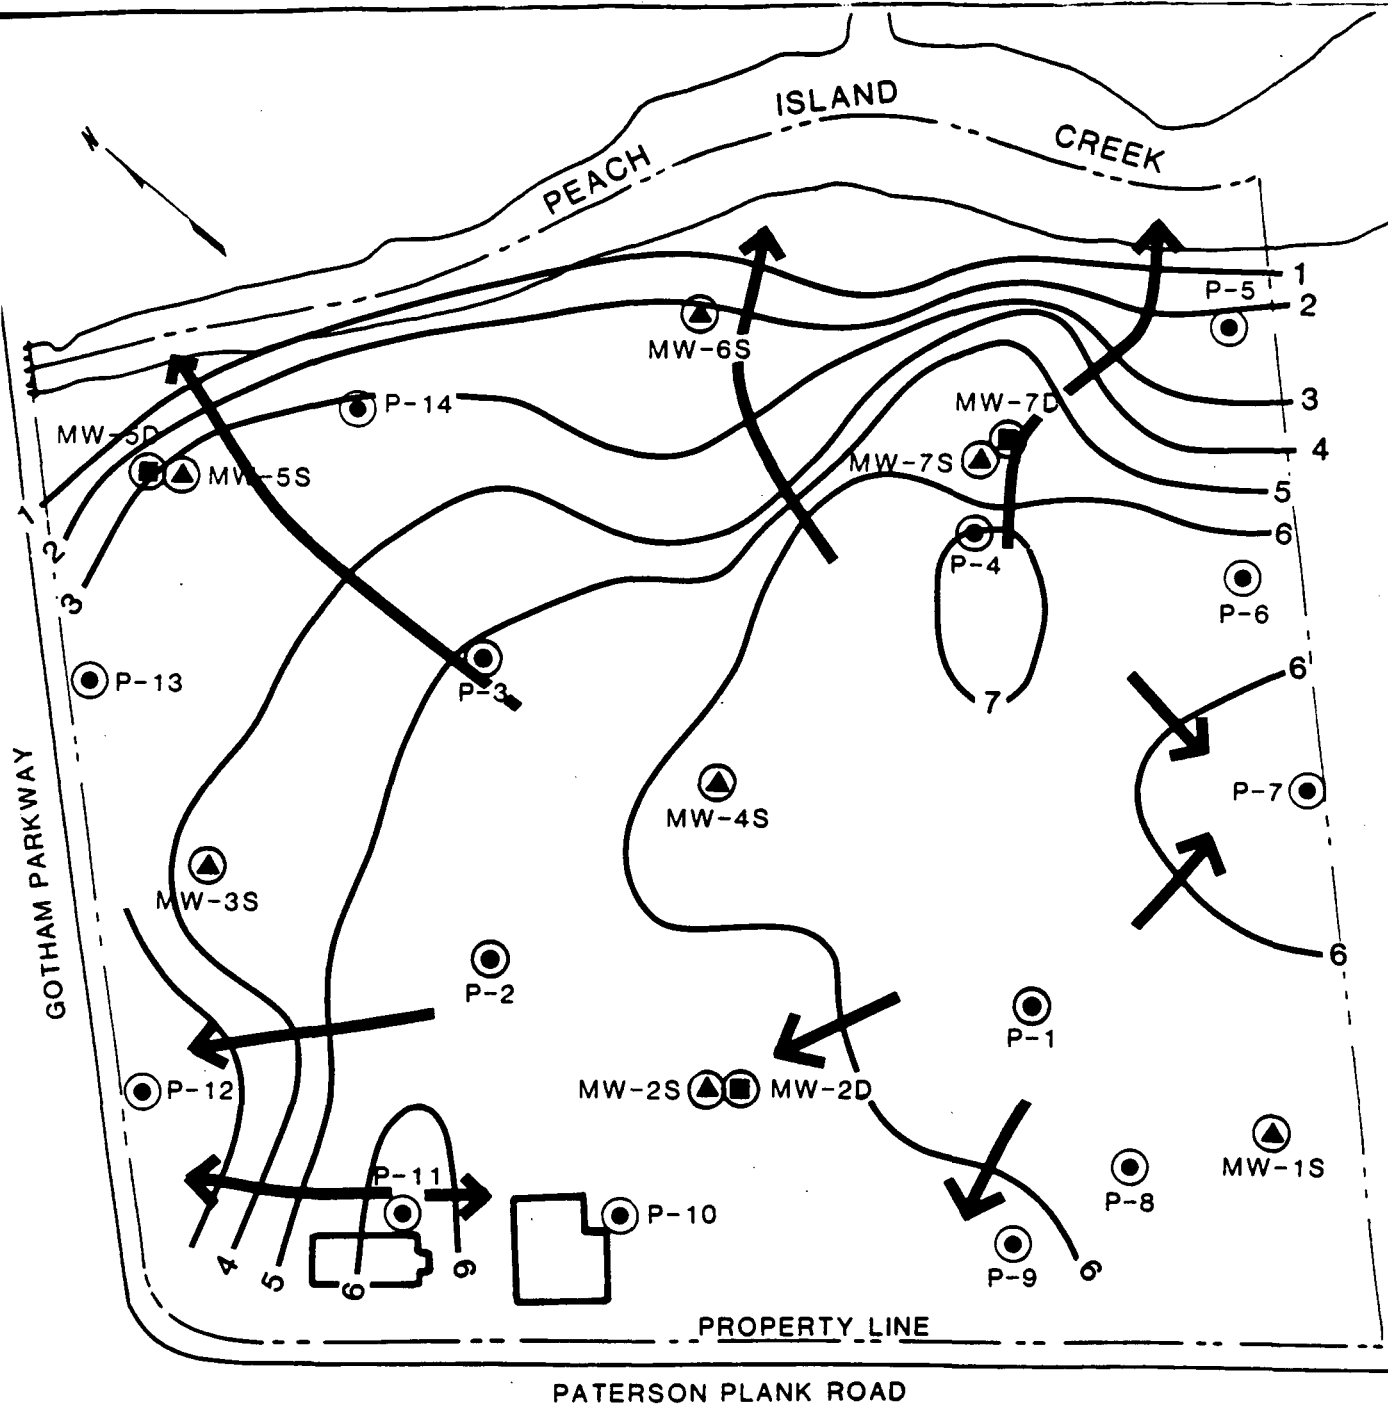 ISLAND
CREEK
PEACH
N
1
P-5
2
MW-6S
3
P-14
MW-7D
MW-5D
4
MW-7S
MW-5S
5
1
6
2
P-4
3
P-6
6
P-13
P-3
7
P-7
MW-4S
GOTHAM PARKWAY
MW-3S
6
P-2
P-1
P-12
MW-2S
MW-2D
MW-1S
P-11
P-8
P-10
4
5
6
6
P-9
6
PROPERTY LINE
PATERSON PLANK ROAD